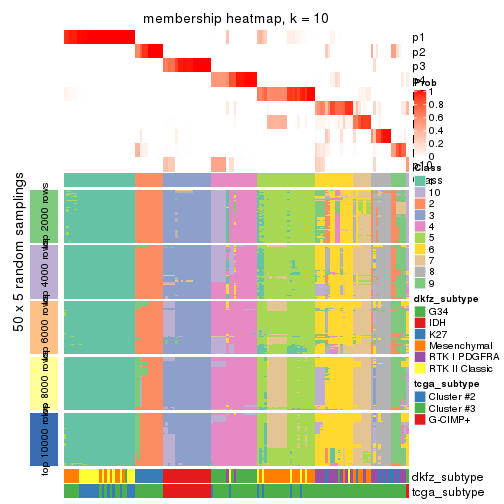 membership heatmap, k = 10
p1
p2
p3
p4
p10
Prob
1
0.8
0.6
0.4
0.2
0
Class
Class
1
10
2
3
4
5
6
7
8
9
50 x 5 random samplings
top 2000 rows
top 4000 rows
top 6000 rows
top 8000 rows
top 10000 rows
dkfz_subtype
G34
IDH
K27
Mesenchymal
RTK I PDGFRA
RTK II Classic
tcga_subtype
Cluster #2
Cluster #3
G-CIMP+
dkfz_subtype
tcga_subtype